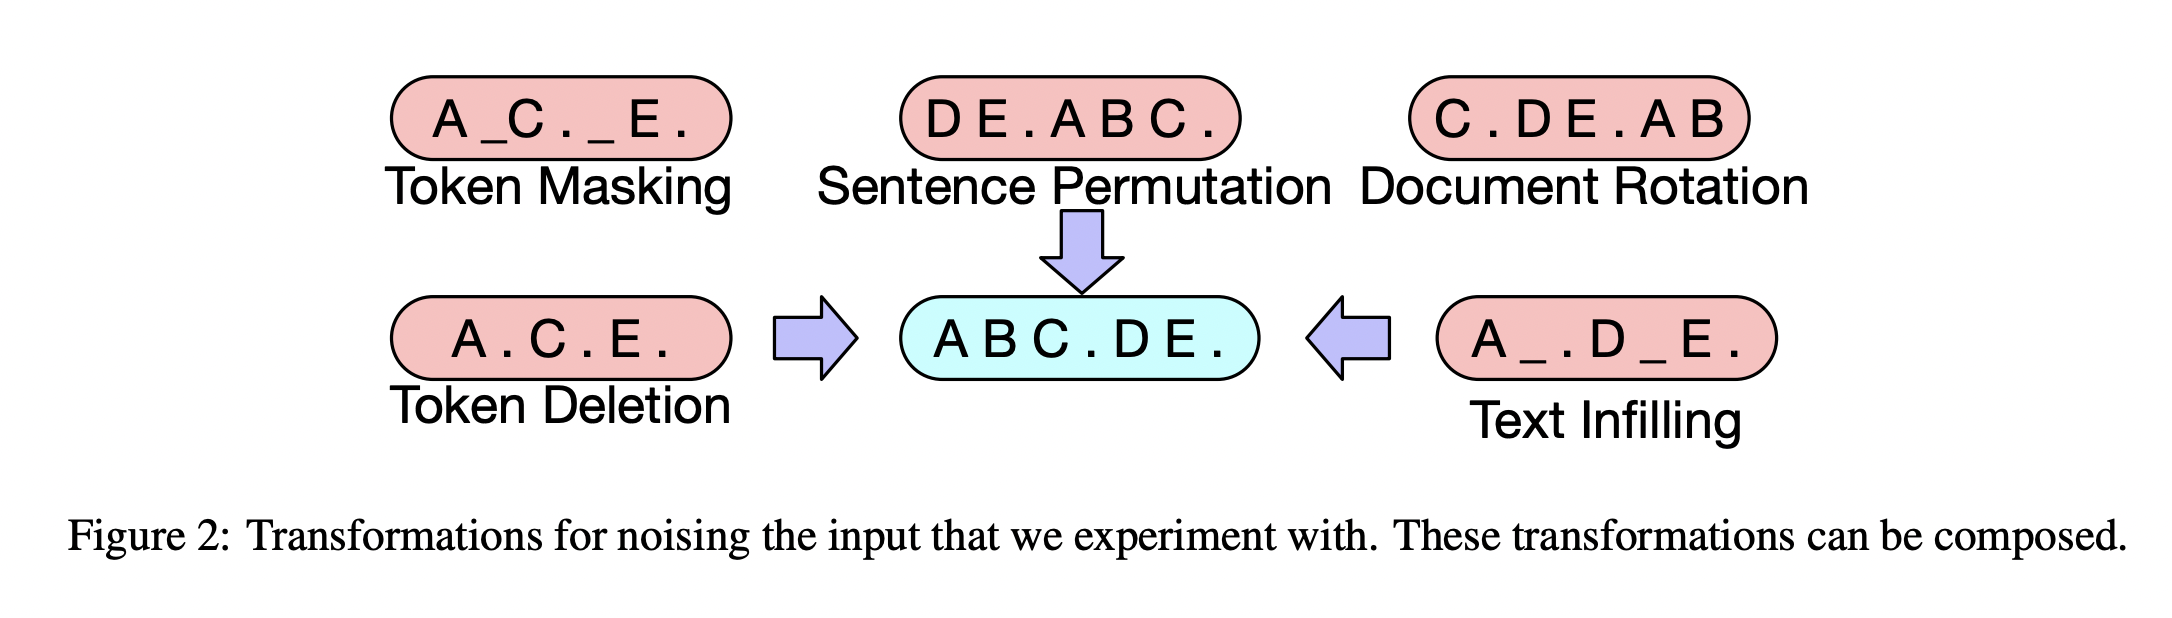 A _C . _ E .
D E . A B C .
C . D E . A B
Token Masking
Sentence Permutation
Document Rotation
A . C . E .
A B C . D E .
A _ . D _ E .
Token Deletion
Text Infilling
Figure 2: Transformations for noising the input that we experiment with. These transformations can be composed.